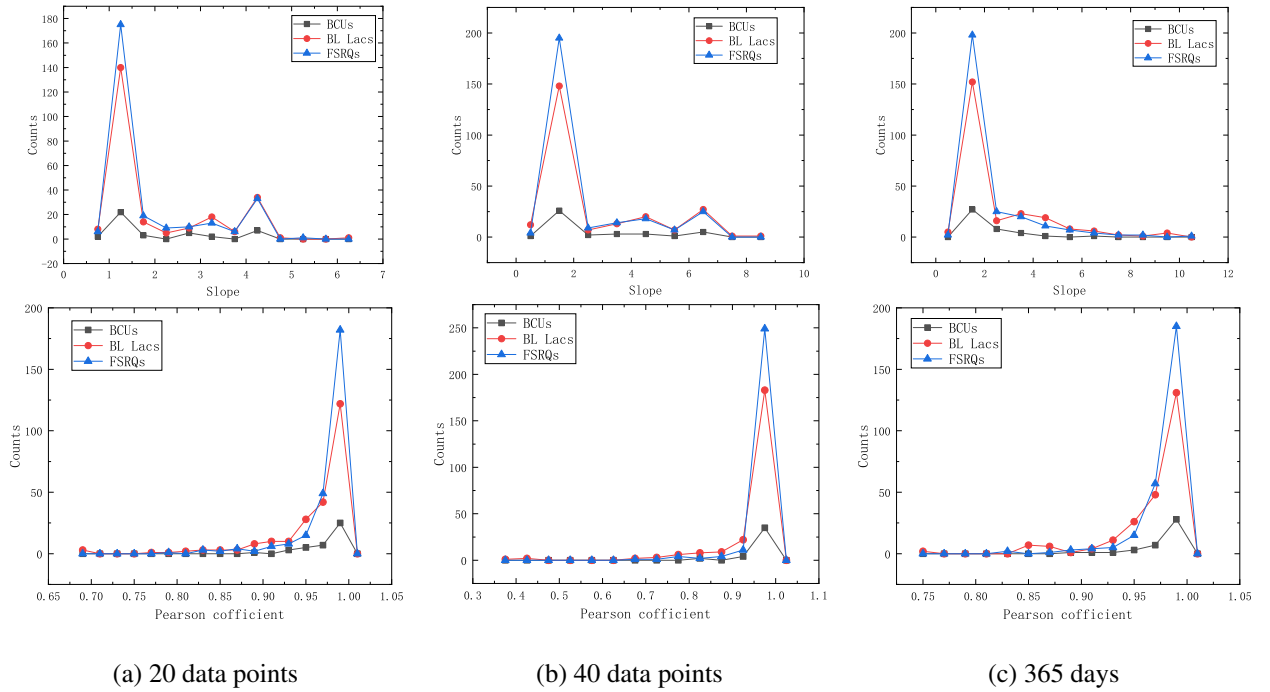 180
160
140
120
100
80
60
40
20
0
-20
Counts
BCUs
BL Lacs
FSRQs
0 1 2 3 4 5 6 7
Slope
200
150
100
50
0
Counts
BCUs
BL Lacs
FSRQs
0 2 4 6 8 10
Slope
200
150
100
50
0
Counts
BCUs
BL Lacs
FSRQs
0 2 4 6 8 10 12
Slope
200
150
100
50
0
Counts
BCUs
BL Lacs
FSRQs
0.65 0.70 0.75 0.80 0.85 0.90 0.95 1.00 1.05
Pearson cofficient
250
200
150
100
50
0
Counts
BCUs
BL Lacs
FSRQs
0.3 0.4 0.5 0.6 0.7 0.8 0.9 1.0 1.1
Pearson cofficient
200
150
100
50
0
Counts
BCUs
BL Lacs
FSRQs
0.75 0.80 0.85 0.90 0.95 1.00 1.05
Pearson cofficient
(a) 20 data points
(b) 40 data points
(c) 365 days